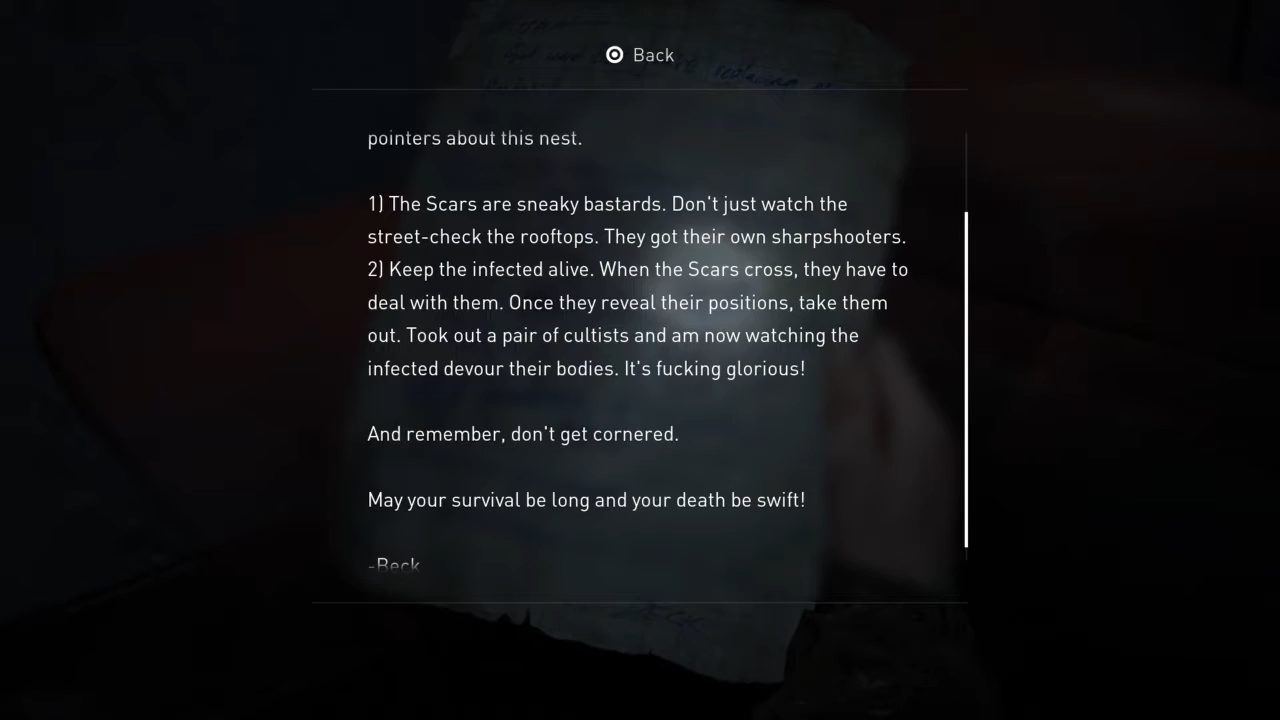 Back
pointers about this nest.
1) The Scars are sneaky bastards. Don't just watch the
street-check the rooftops. They got their own sharpshooters.
2) Keep the infected alive. When the Scars cross, they have to
deal with them. Once they reveal their positions, take them
out. Took out a pair of cultists and am now watching the
infected devour their bodies. It's fucking glorious!
And remember, don't get cornered.
May your survival be long and your death be swift!
-Beck